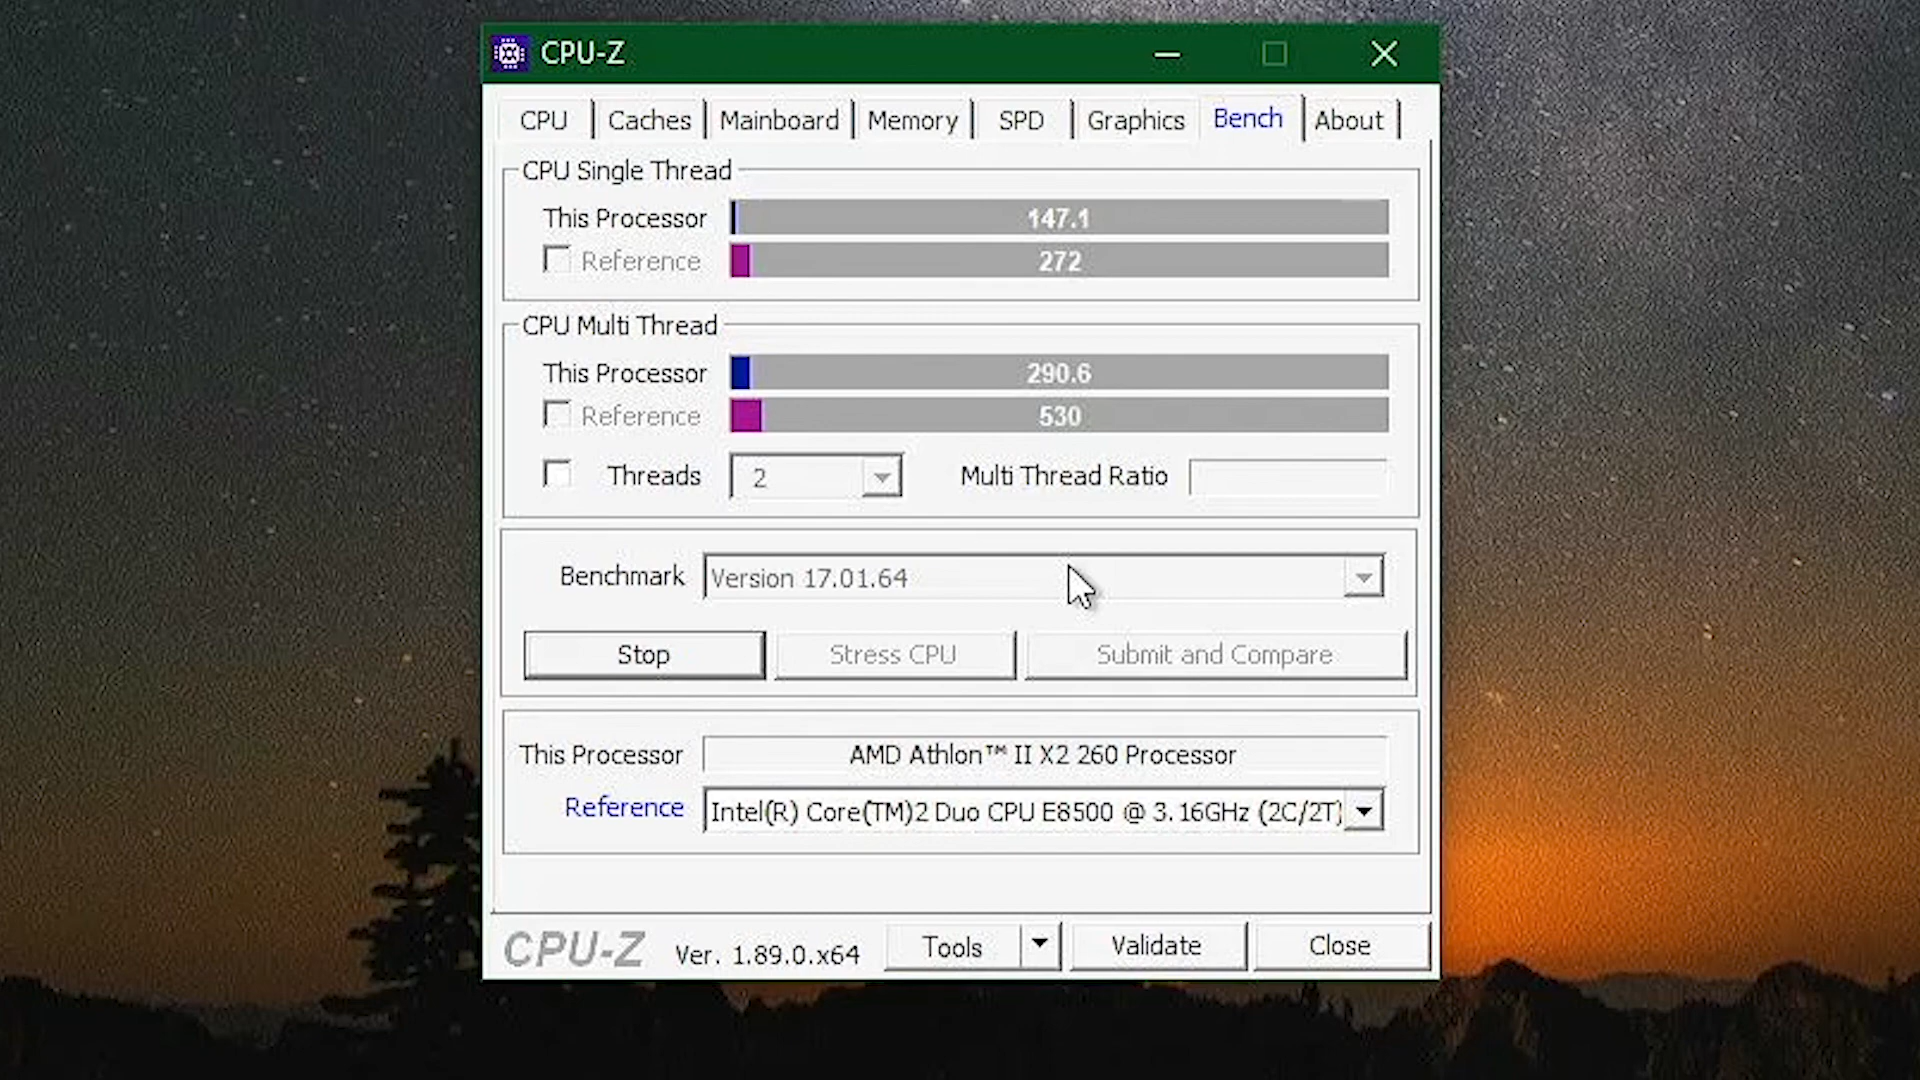 CPU-Z
CPU Caches Mainboard Memory SPD Graphics Bench About
CPU Single Thread
This Processor 147.1
Reference 272
CPU Multi Thread
This Processor 290.6
Reference 530
Threads 2 Multi Thread Ratio
Benchmark Version 17.01.64
Stop Stress CPU Submit and Compare
This Processor AMD Athlon™ II X2 260 Processor
Reference Intel(R) Core(TM)2 Duo CPU E8500 @ 3.16GHz (2C/2T)
CPU-Z Ver. 1.89.0.x64 Tools Validate Close